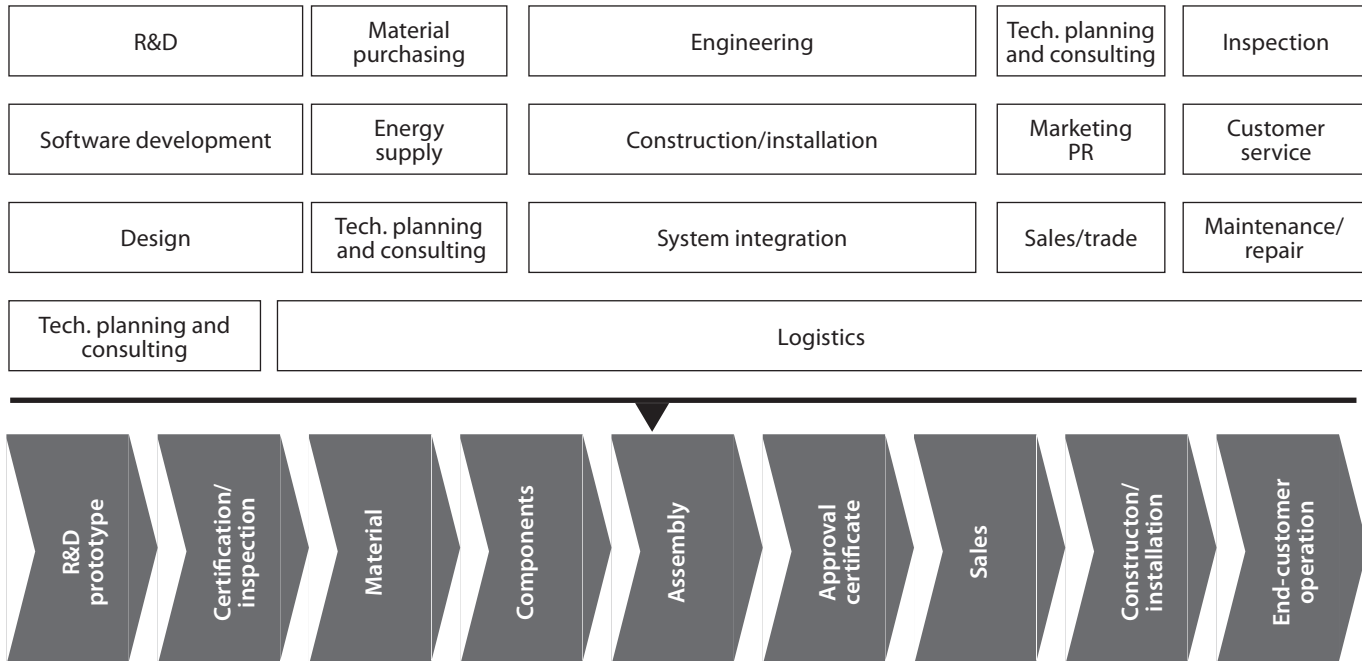 R&D
Material
purchasing
Engineering
Tech. planning
and consulting
Inspection
Software development
Energy
supply
Construction/installation
Marketing
PR
Customer
service
Design
Tech. planning
and consulting
System integration
Sales/trade
Maintenance/
repair
Tech. planning and
consulting
Logistics
R&D
prototype
Certification/
inspection
Material
Components
Assembly
Approval
certificate
Sales
Constructon/
installation
End-customer
operation